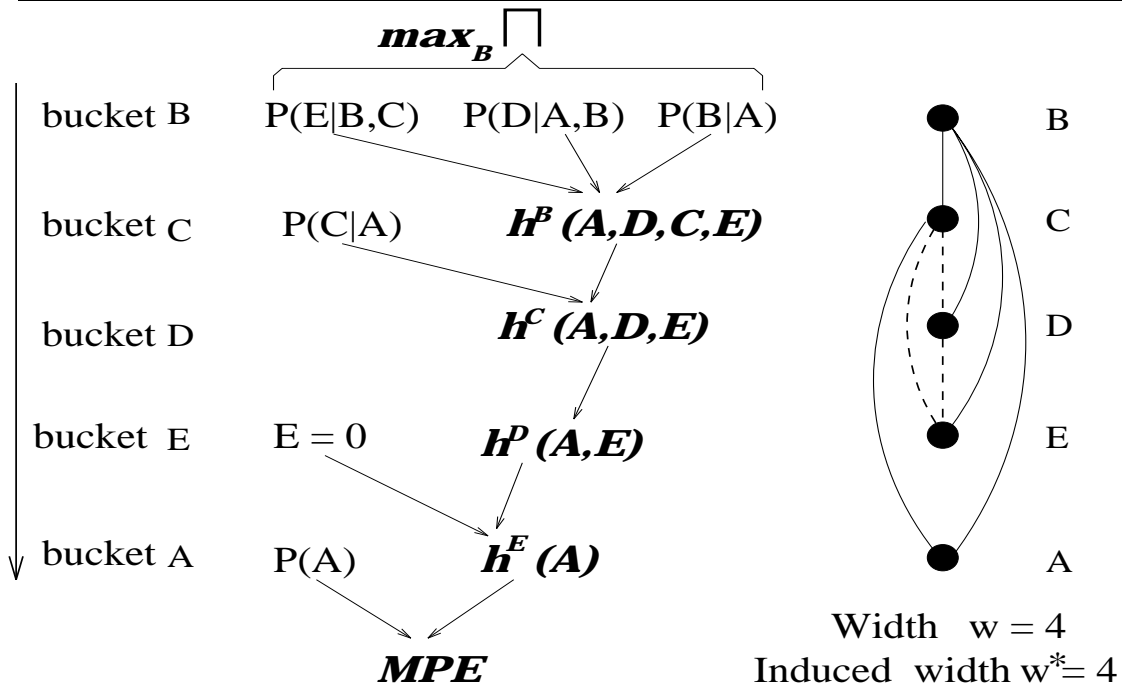 max_B ∏
bucket B P(E|B,C) P(D|A,B) P(B|A) B
bucket C P(C|A) h^B (A,D,C,E) C
bucket D h^C (A,D,E) D
bucket E E = 0 h^D (A,E) E
bucket A P(A) h^E (A) A
Width w = 4
MPE Induced width w* = 4